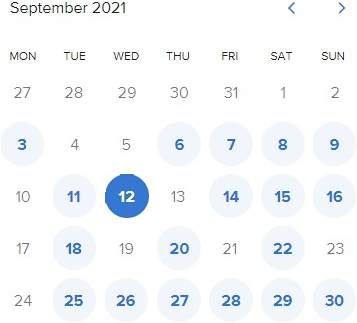 September 2021
MON TUE WED THU FRI SAT SUN
27 28 29 30 31 1 2
3 4 5 6 7 8 9
10 11 12 13 14 15 16
17 18 19 20 21 22 23
24 25 26 27 28 29 30